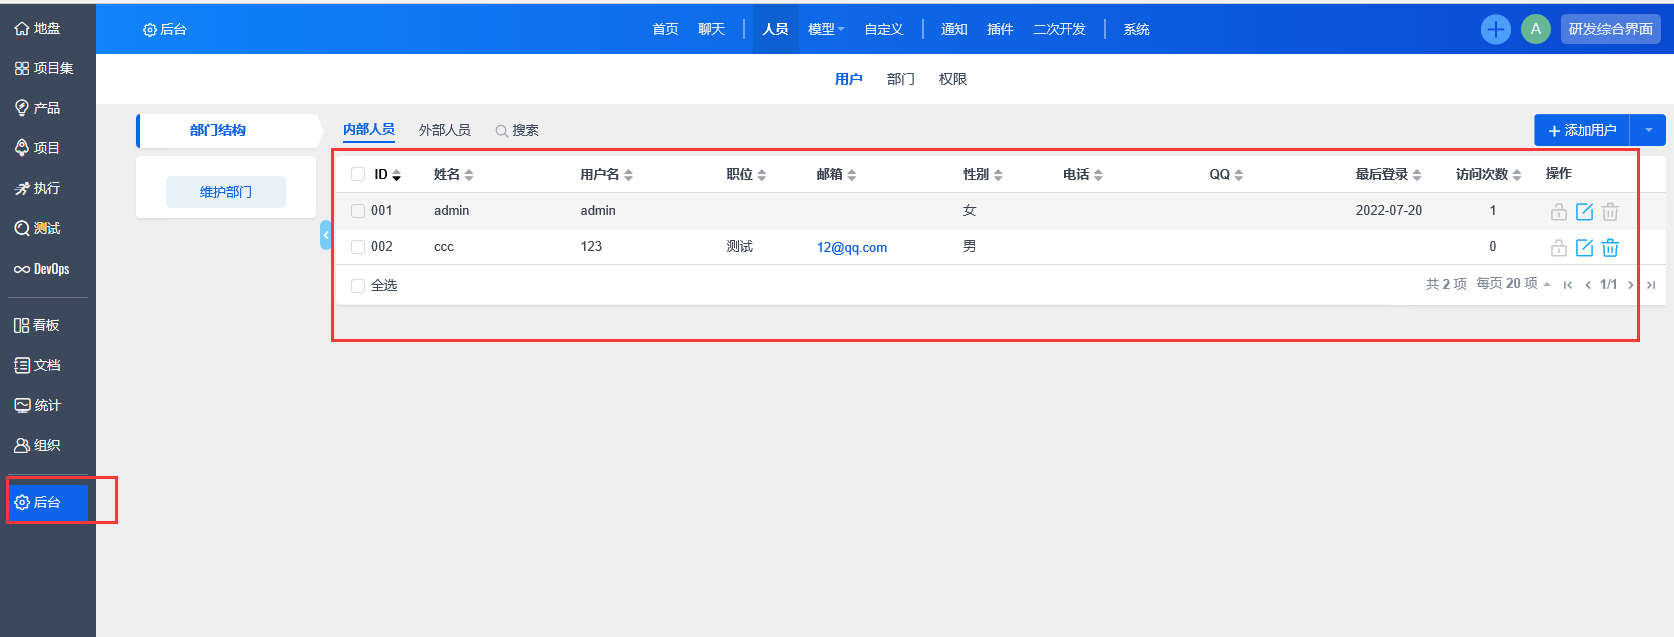 地盘
项目集
产品
项目
执行
测试
DevOps
看板
文档
统计
组织
后台
后台 首页 聊天 人员 模型 自定义 通知 插件 二次开发 系统 A 研发综合界面
用户 部门 权限
部门结构
维护部门
内部人员 外部人员 搜索 添加用户
ID 姓名 用户名 职位 邮箱 性别 电话 QQ 最后登录 访问次数 操作
001 admin admin 女 2022-07-20 1
002 ccc 123 测试 12@qq.com 男 0
全选 共 2 项 每页 20 项 1/1